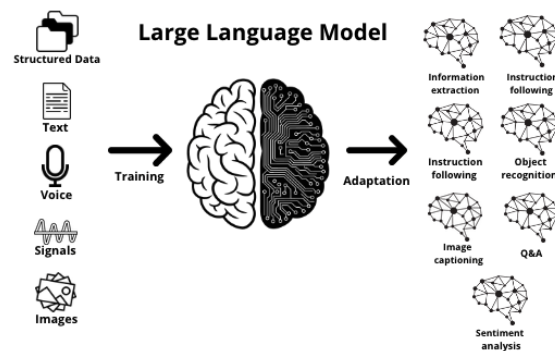 Large Language Model
Structured Data
Text
Voice
Signals
Images
Training
Adaptation
Information
extraction
Instruction
following
Instruction
following
Object
recognition
Image
captioning
Q&A
Sentiment
analysis